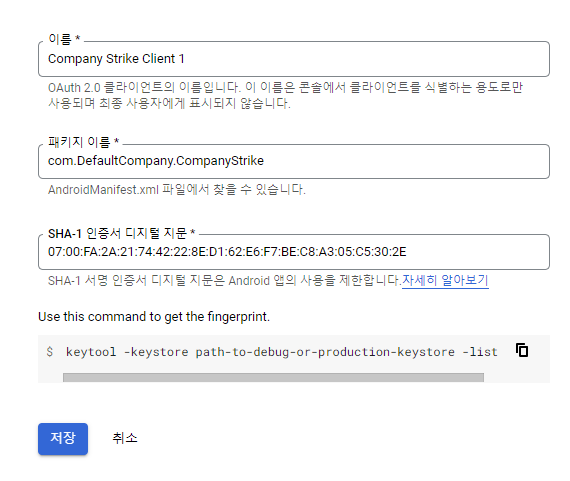 이름 *
Company Strike Client 1
OAuth 2.0 클라이언트의 이름입니다. 이 이름은 콘솔에서 클라이언트를 식별하는 용도로만
사용되며 최종 사용자에게 표시되지 않습니다.
패키지 이름 *
com.DefaultCompany.CompanyStrike
AndroidManifest.xml 파일에서 찾을 수 있습니다.
SHA-1 인증서 디지털 지문 *
07:00:FA:2A:21:74:42:22:8E:D1:62:E6:F7:BE:C8:A3:05:C5:30:2E
SHA-1 서명 인증서 디지털 지문은 Android 앱의 사용을 제한합니다.자세히 알아보기
Use this command to get the fingerprint.
$ keytool -keystore path-to-debug-or-production-keystore -list
저장 취소